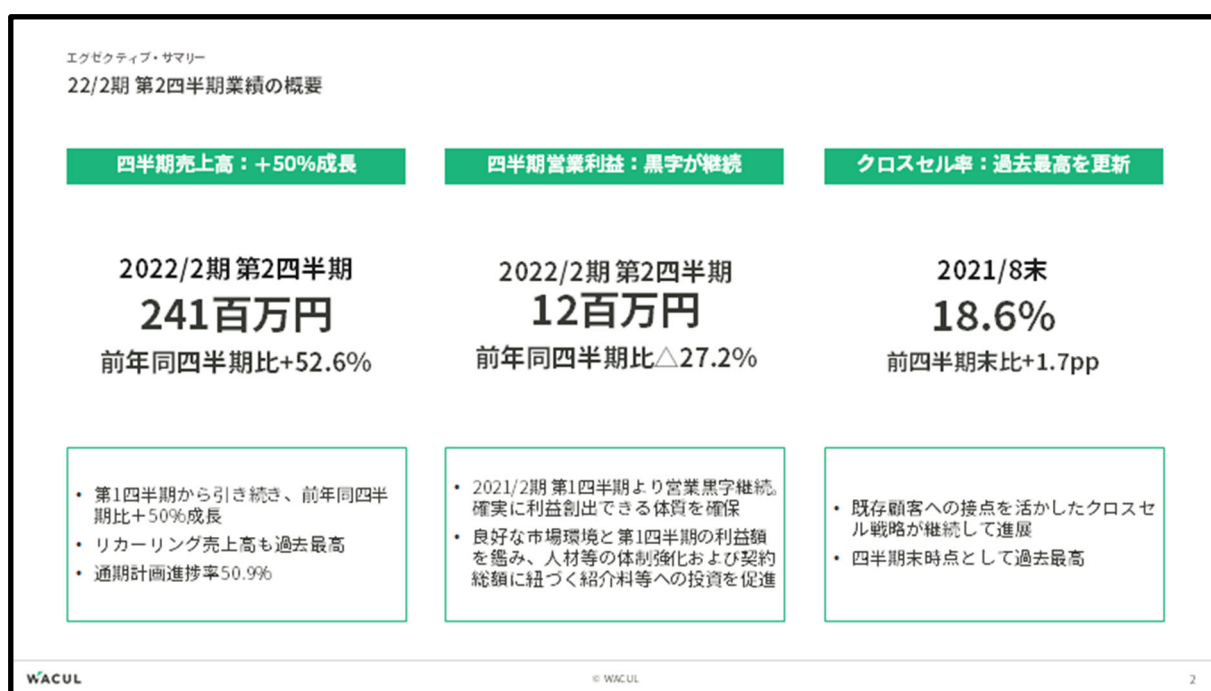 エグゼクティブ・サマリー
22/2期 第2四半期業績の概要
四半期売上高：＋50%成長
2022/2期 第2四半期
241百万円
前年同四半期比+52.6%
• 第1四半期から引き続き、前年同四半
期比＋50%成長
• リカーリング売上高も過去最高
• 通期計画進捗率50.9%
四半期営業利益：黒字が継続
2022/2期 第2四半期
12百万円
前年同四半期比△27.2%
• 2021/2期 第1四半期より営業黒字継続。
確実に利益創出できる体質を確保
• 良好な市場環境と第1四半期の利益額
を鑑み、人材等の体制強化および契約
総額に紐づく紹介料等への投資を促進
クロスセル率：過去最高を更新
2021/8末
18.6%
前四半期末比+1.7pp
• 既存顧客への接点を活かしたクロスセ
ル戦略が継続して進展
• 四半期末時点として過去最高
WACUL
© WACUL
2